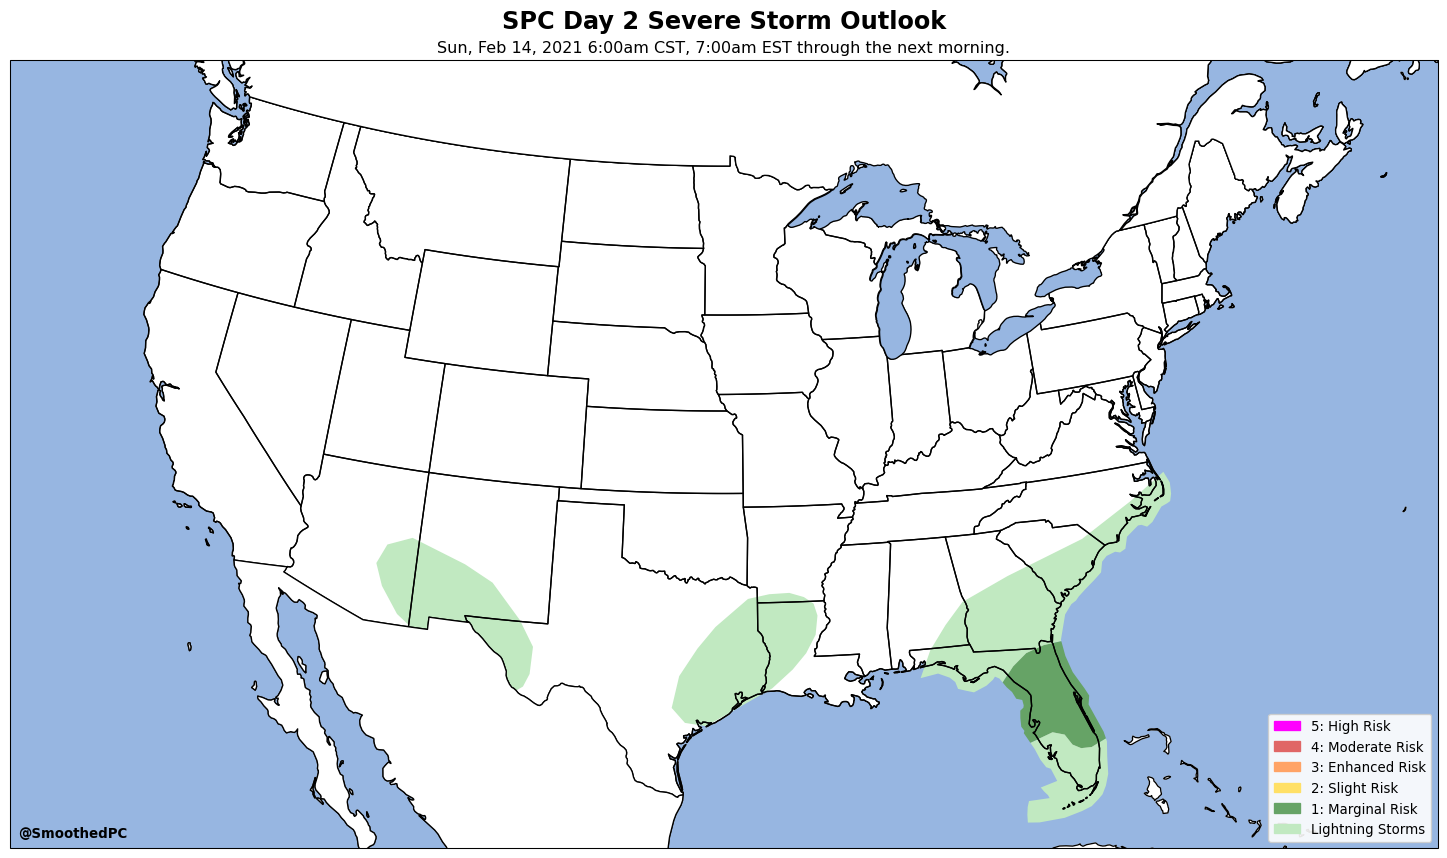 SPC Day 2 Severe Storm Outlook
Sun, Feb 14, 2021 6:00am CST, 7:00am EST through the next morning.
5: High Risk
4: Moderate Risk
3: Enhanced Risk
2: Slight Risk
1: Marginal Risk
Lightning Storms
@SmoothedPC